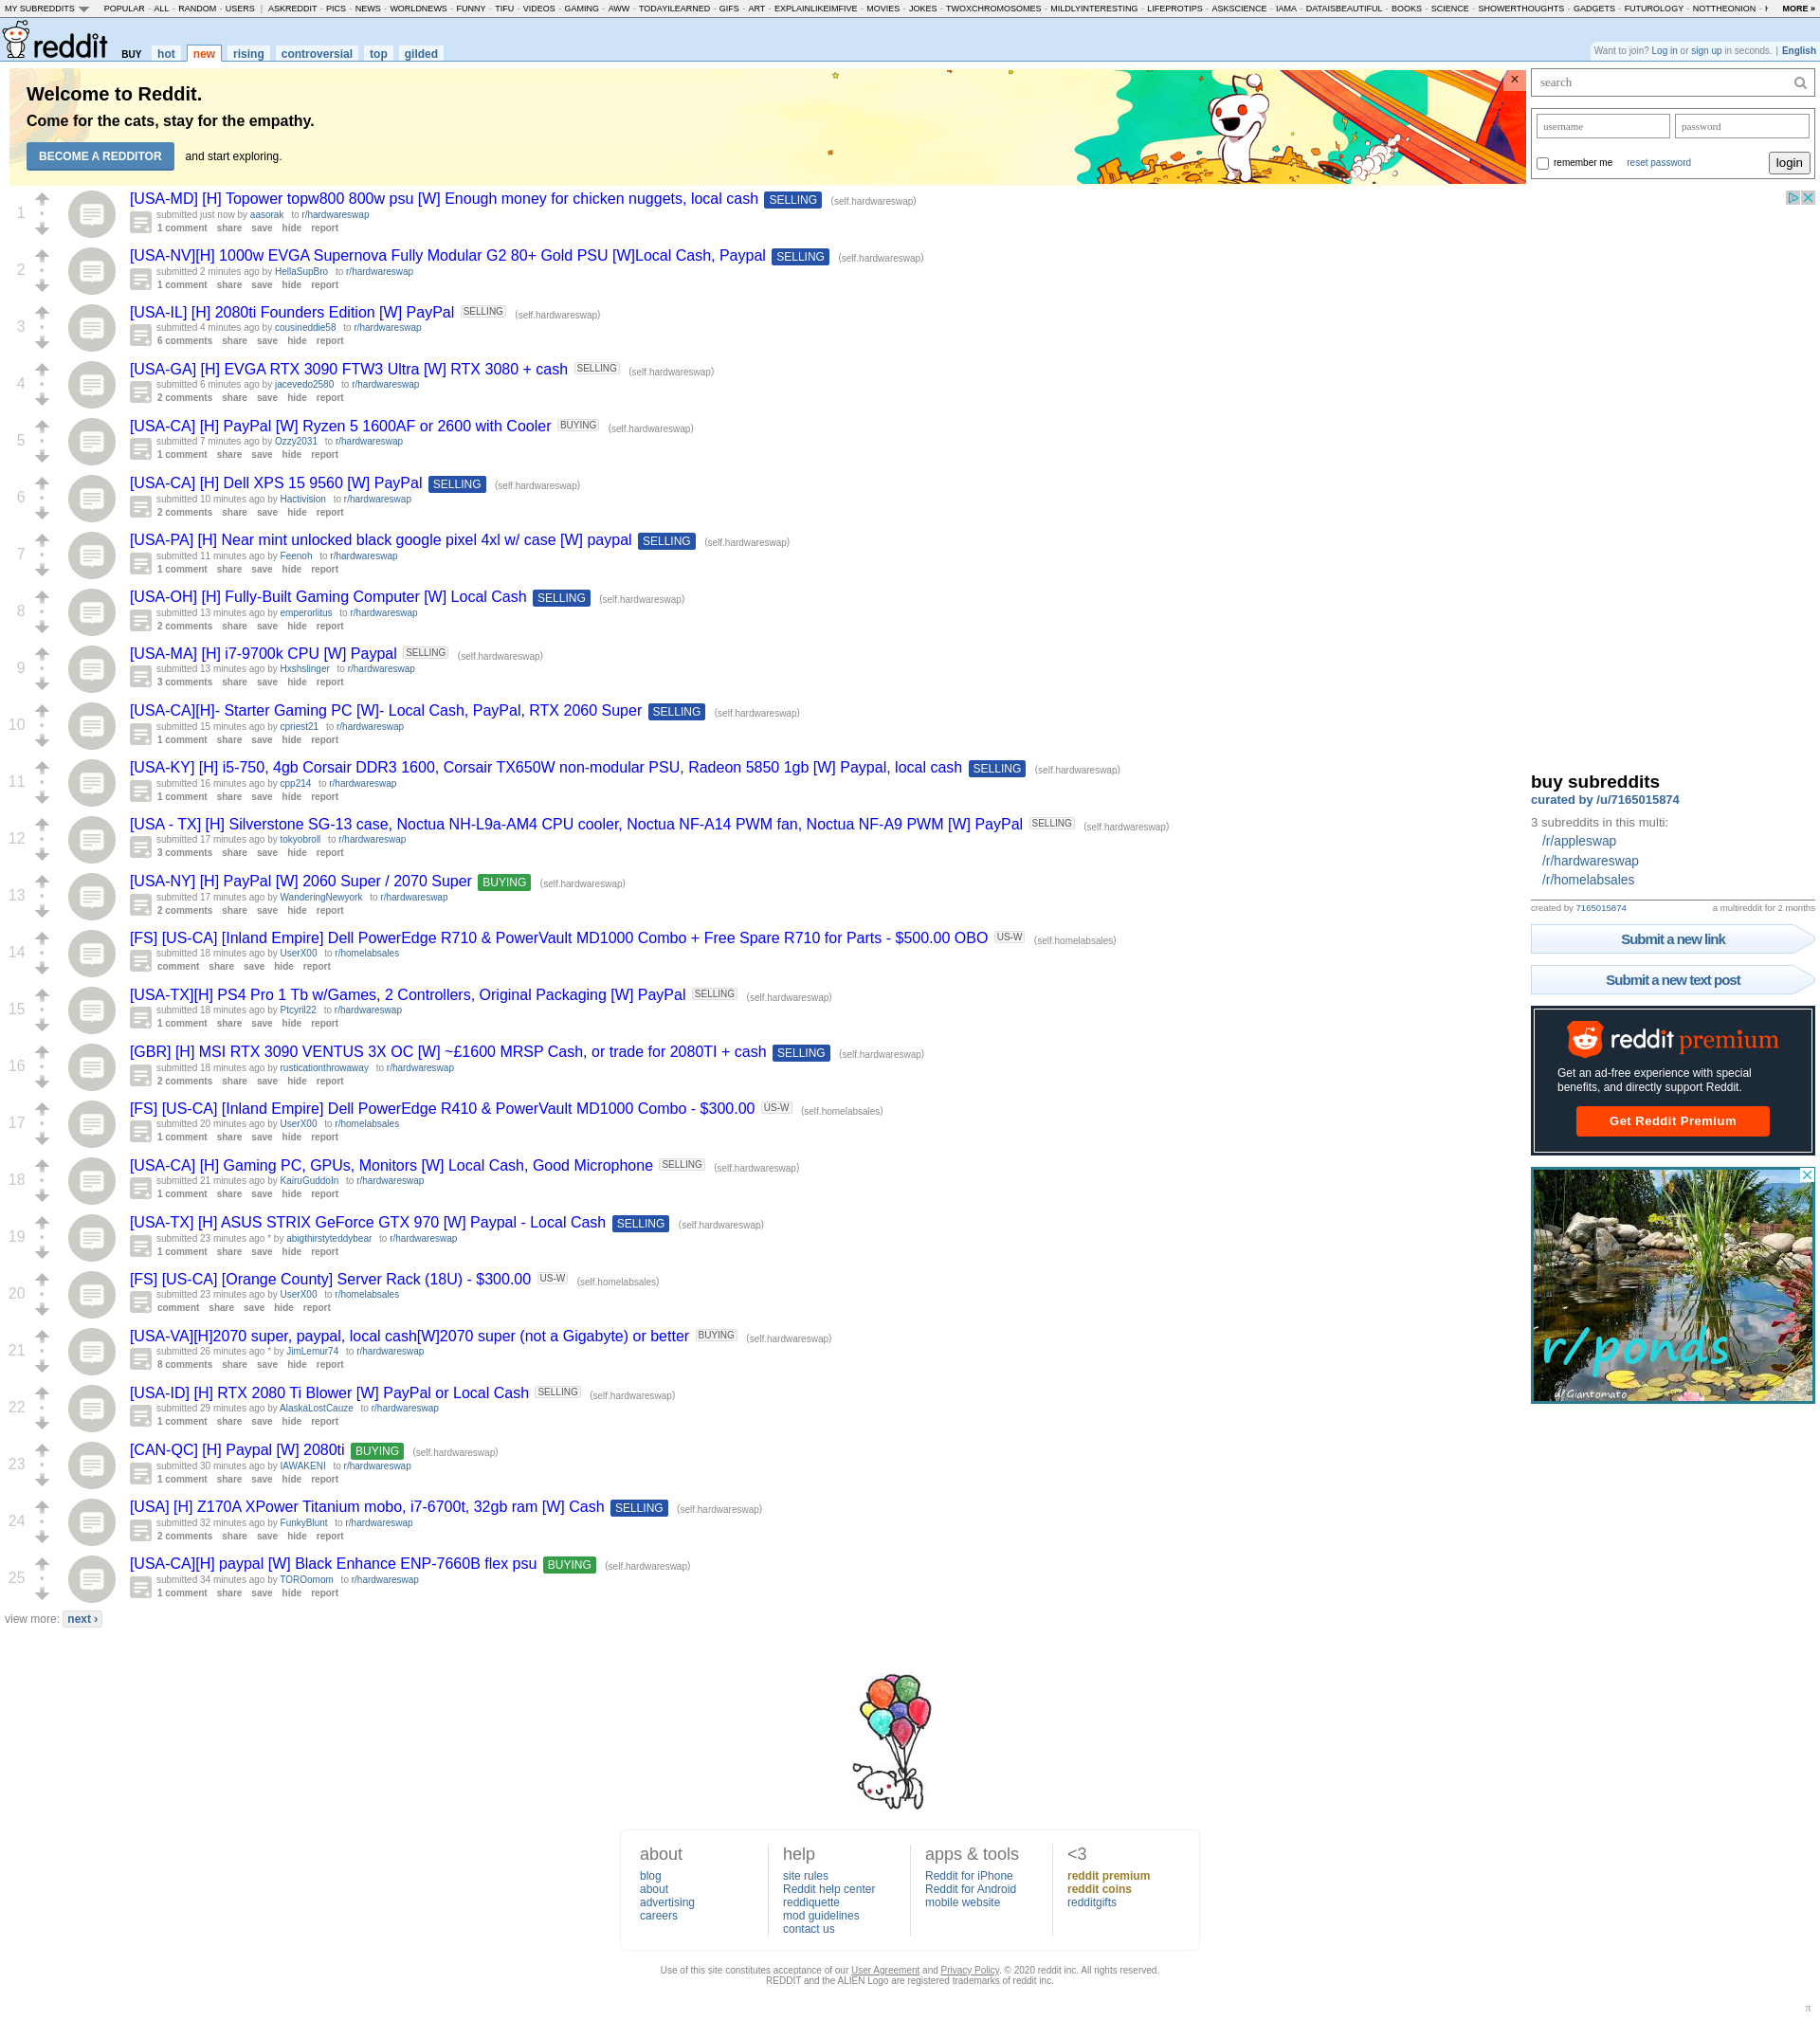 MY SUBREDDITS POPULAR - ALL - RANDOM - USERS | ASKREDDIT - PICS - NEWS - WORLDNEWS - FUNNY - TIFU - VIDEOS - GAMING - AWW - TODAYILEARNED - GIFS - ART - EXPLAINLIKEIMFIVE - MOVIES - JOKES - TWOXCHROMOSOMES - MILDLYINTERESTING - LIFEPROTIPS - ASKSCIENCE - IAMA - DATAISBEAUTIFUL - BOOKS - SCIENCE - SHOWERTHOUGHTS - GADGETS - FUTUROLOGY - NOTTHEONION - MORE »
reddit BUY hot new rising controversial top gilded
Want to join? Log in or sign up in seconds. | English
Welcome to Reddit.
Come for the cats, stay for the empathy.
BECOME A REDDITOR and start exploring.
×
search
username password
remember me reset password login
1
[USA-MD] [H] Topower topw800 800w psu [W] Enough money for chicken nuggets, local cash SELLING (self.hardwareswap)
submitted just now by aasorak to r/hardwareswap
1 comment share save hide report
2
[USA-NV][H] 1000w EVGA Supernova Fully Modular G2 80+ Gold PSU [W]Local Cash, Paypal SELLING (self.hardwareswap)
submitted 2 minutes ago by HellaSupBro to r/hardwareswap
1 comment share save hide report
3
[USA-IL] [H] 2080ti Founders Edition [W] PayPal SELLING (self.hardwareswap)
submitted 4 minutes ago by cousineddie58 to r/hardwareswap
6 comments share save hide report
4
[USA-GA] [H] EVGA RTX 3090 FTW3 Ultra [W] RTX 3080 + cash SELLING (self.hardwareswap)
submitted 6 minutes ago by jacevedo2580 to r/hardwareswap
2 comments share save hide report
5
[USA-CA] [H] PayPal [W] Ryzen 5 1600AF or 2600 with Cooler BUYING (self.hardwareswap)
submitted 7 minutes ago by Ozzy2031 to r/hardwareswap
1 comment share save hide report
6
[USA-CA] [H] Dell XPS 15 9560 [W] PayPal SELLING (self.hardwareswap)
submitted 10 minutes ago by Hactivision to r/hardwareswap
2 comments share save hide report
7
[USA-PA] [H] Near mint unlocked black google pixel 4xl w/ case [W] paypal SELLING (self.hardwareswap)
submitted 11 minutes ago by Feenoh to r/hardwareswap
1 comment share save hide report
8
[USA-OH] [H] Fully-Built Gaming Computer [W] Local Cash SELLING (self.hardwareswap)
submitted 13 minutes ago by emperorlitus to r/hardwareswap
2 comments share save hide report
9
[USA-MA] [H] i7-9700k CPU [W] Paypal SELLING (self.hardwareswap)
submitted 13 minutes ago by Hxshslinger to r/hardwareswap
3 comments share save hide report
10
[USA-CA][H]- Starter Gaming PC [W]- Local Cash, PayPal, RTX 2060 Super SELLING (self.hardwareswap)
submitted 15 minutes ago by cpriest21 to r/hardwareswap
1 comment share save hide report
11
[USA-KY] [H] i5-750, 4gb Corsair DDR3 1600, Corsair TX650W non-modular PSU, Radeon 5850 1gb [W] Paypal, local cash SELLING (self.hardwareswap)
submitted 16 minutes ago by cpp214 to r/hardwareswap
1 comment share save hide report
12
[USA - TX] [H] Silverstone SG-13 case, Noctua NH-L9a-AM4 CPU cooler, Noctua NF-A14 PWM fan, Noctua NF-A9 PWM [W] PayPal SELLING (self.hardwareswap)
submitted 17 minutes ago by tokyobroll to r/hardwareswap
3 comments share save hide report
13
[USA-NY] [H] PayPal [W] 2060 Super / 2070 Super BUYING (self.hardwareswap)
submitted 17 minutes ago by WanderingNewyork to r/hardwareswap
2 comments share save hide report
14
[FS] [US-CA] [Inland Empire] Dell PowerEdge R710 & PowerVault MD1000 Combo + Free Spare R710 for Parts - $500.00 OBO US-W (self.homelabsales)
submitted 18 minutes ago by UserX00 to r/homelabsales
comment share save hide report
15
[USA-TX][H] PS4 Pro 1 Tb w/Games, 2 Controllers, Original Packaging [W] PayPal SELLING (self.hardwareswap)
submitted 18 minutes ago by Ptcyril22 to r/hardwareswap
1 comment share save hide report
16
[GBR] [H] MSI RTX 3090 VENTUS 3X OC [W] ~£1600 MRSP Cash, or trade for 2080TI + cash SELLING (self.hardwareswap)
submitted 18 minutes ago by rusticationthrowaway to r/hardwareswap
2 comments share save hide report
17
[FS] [US-CA] [Inland Empire] Dell PowerEdge R410 & PowerVault MD1000 Combo - $300.00 US-W (self.homelabsales)
submitted 20 minutes ago by UserX00 to r/homelabsales
1 comment share save hide report
18
[USA-CA] [H] Gaming PC, GPUs, Monitors [W] Local Cash, Good Microphone SELLING (self.hardwareswap)
submitted 21 minutes ago by KairuGuddoIn to r/hardwareswap
1 comment share save hide report
19
[USA-TX] [H] ASUS STRIX GeForce GTX 970 [W] Paypal - Local Cash SELLING (self.hardwareswap)
submitted 23 minutes ago * by abigthirstyteddybear to r/hardwareswap
1 comment share save hide report
20
[FS] [US-CA] [Orange County] Server Rack (18U) - $300.00 US-W (self.homelabsales)
submitted 23 minutes ago by UserX00 to r/homelabsales
comment share save hide report
21
[USA-VA][H]2070 super, paypal, local cash[W]2070 super (not a Gigabyte) or better BUYING (self.hardwareswap)
submitted 26 minutes ago * by JimLemur74 to r/hardwareswap
8 comments share save hide report
22
[USA-ID] [H] RTX 2080 Ti Blower [W] PayPal or Local Cash SELLING (self.hardwareswap)
submitted 29 minutes ago by AlaskaLostCauze to r/hardwareswap
1 comment share save hide report
23
[CAN-QC] [H] Paypal [W] 2080ti BUYING (self.hardwareswap)
submitted 30 minutes ago by IAWAKENI to r/hardwareswap
1 comment share save hide report
24
[USA] [H] Z170A XPower Titanium mobo, i7-6700t, 32gb ram [W] Cash SELLING (self.hardwareswap)
submitted 32 minutes ago by FunkyBlunt to r/hardwareswap
2 comments share save hide report
25
[USA-CA][H] paypal [W] Black Enhance ENP-7660B flex psu BUYING (self.hardwareswap)
submitted 34 minutes ago by TOROomom to r/hardwareswap
1 comment share save hide report
view more: next ›
buy subreddits
curated by /u/7165015874
3 subreddits in this multi:
/r/appleswap
/r/hardwareswap
/r/homelabsales
created by 7165015874 a multireddit for 2 months
Submit a new link
Submit a new text post
reddit premium
Get an ad-free experience with special
benefits, and directly support Reddit.
Get Reddit Premium
r/ponds
u/Giantomato
about
blog
about
advertising
careers
help
site rules
Reddit help center
reddiquette
mod guidelines
contact us
apps & tools
Reddit for iPhone
Reddit for Android
mobile website
<3
reddit premium
reddit coins
redditgifts
Use of this site constitutes acceptance of our User Agreement and Privacy Policy. © 2020 reddit inc. All rights reserved.
REDDIT and the ALIEN Logo are registered trademarks of reddit inc.
π